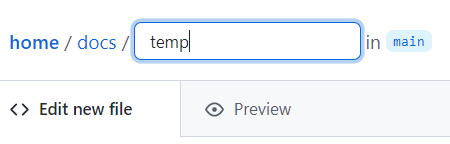 home / docs / temp in main
<> Edit new file Preview